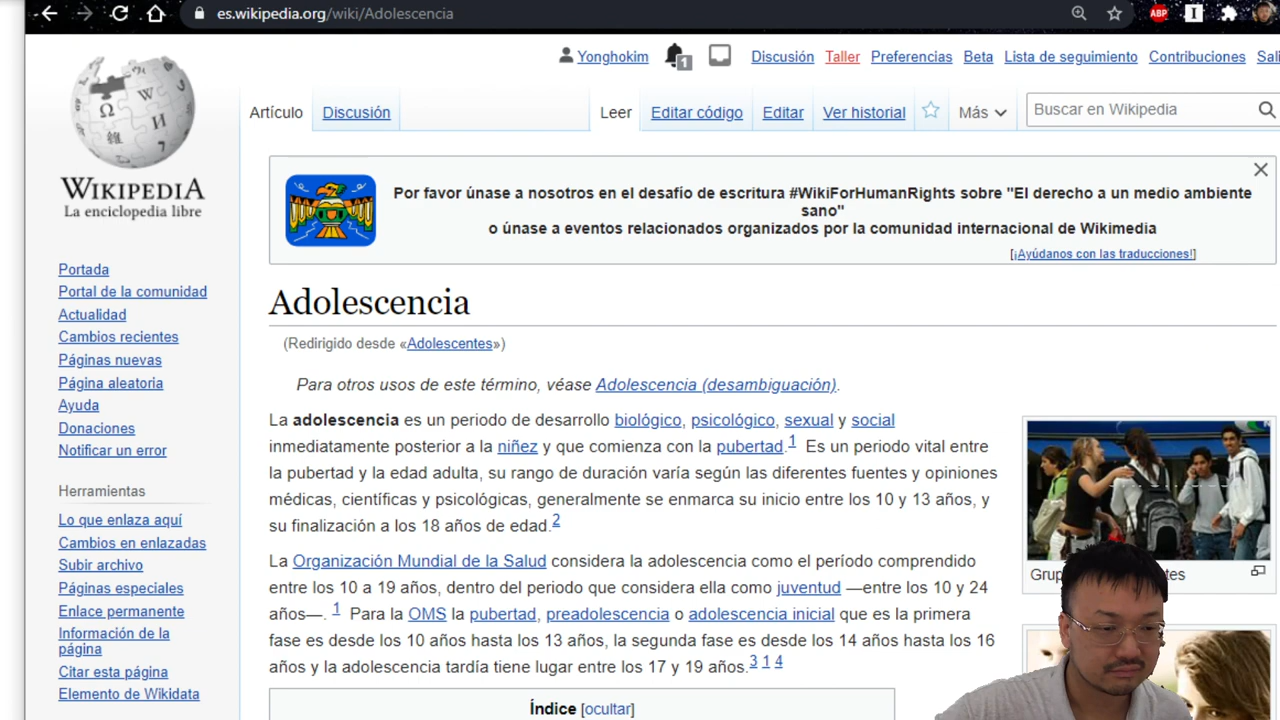 es.wikipedia.org/wiki/Adolescencia
ABP
Yonghokim 1 Discusión Taller Preferencias Beta Lista de seguimiento Contribuciones
Artículo Discusión Leer Editar código Editar Ver historial Más Buscar en Wikipedia
WIKIPEDIA
La enciclopedia libre
Por favor únase a nosotros en el desafío de escritura #WikiForHumanRights sobre "El derecho a un medio ambiente
sano"
o únase a eventos relacionados organizados por la comunidad internacional de Wikimedia
[¡Ayúdanos con las traducciones!]
Portada
Portal de la comunidad
Actualidad
Cambios recientes
Páginas nuevas
Página aleatoria
Ayuda
Donaciones
Notificar un error
Herramientas
Lo que enlaza aquí
Cambios en enlazadas
Subir archivo
Páginas especiales
Enlace permanente
Información de la
página
Citar esta página
Elemento de Wikidata
Adolescencia
(Redirigido desde «Adolescentes»)
Para otros usos de este término, véase Adolescencia (desambiguación).
La adolescencia es un periodo de desarrollo biológico, psicológico, sexual y social
inmediatamente posterior a la niñez y que comienza con la pubertad.1 Es un periodo vital entre
la pubertad y la edad adulta, su rango de duración varía según las diferentes fuentes y opiniones
médicas, científicas y psicológicas, generalmente se enmarca su inicio entre los 10 y 13 años, y
su finalización a los 18 años de edad.2
La Organización Mundial de la Salud considera la adolescencia como el período comprendido
entre los 10 a 19 años, dentro del periodo que considera ella como juventud —entre los 10 y 24
años—. 1 Para la OMS la pubertad, preadolescencia o adolescencia inicial que es la primera
fase es desde los 10 años hasta los 13 años, la segunda fase es desde los 14 años hasta los 16
años y la adolescencia tardía tiene lugar entre los 17 y 19 años.3 1 4
Índice [ocultar]